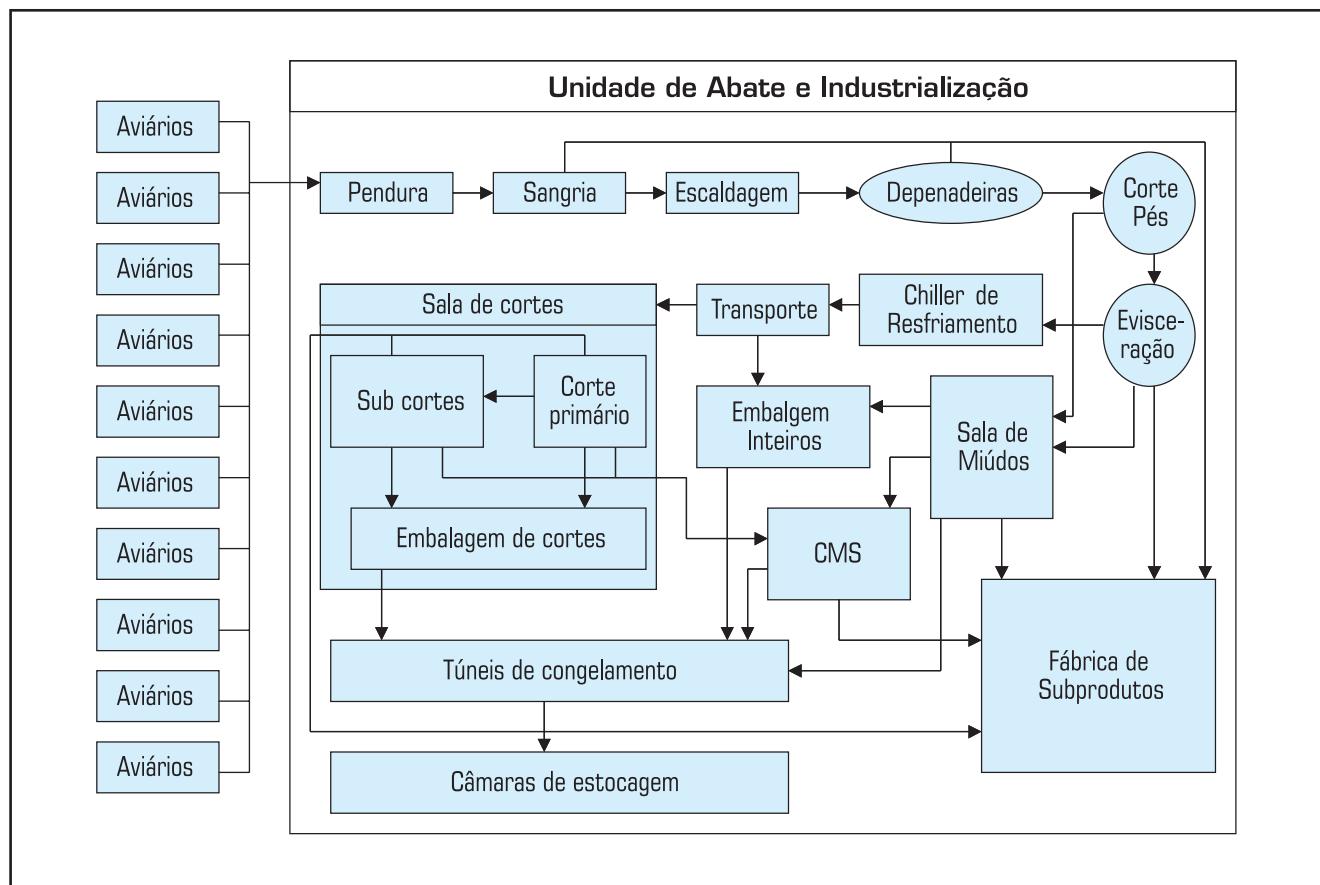 Unidade de Abate e Industrialização
Aviários
Aviários
Aviários
Aviários
Aviários
Aviários
Aviários
Aviários
Aviários
Aviários
Pendura
Sangria
Escaldagem
Depenadeiras
Corte
Pés
Sala de cortes
Transporte
Chiller de
Resfriamento
Evisce-
ração
Sub cortes
Corte
primário
Embalgem
Inteiros
Sala de
Miúdos
Embalagem de cortes
CMS
Túneis de congelamento
Fábrica de
Subprodutos
Câmaras de estocagem